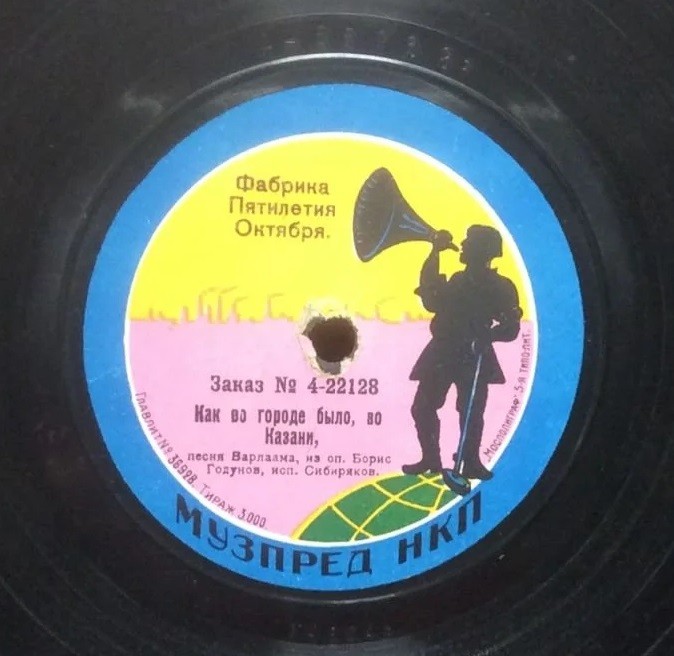 Фабрика
Пятилетия
Октября.
Заказ № 4-22128
Как во городе было, во
Казани,
песня Варлаама, из оп. Борис
Годунов, исп. Сибиряков.
Главлит № 36928. Тираж 3.000
„Мосполиграф“ 5-я типо-лит.
МУЗПРЕД НКП